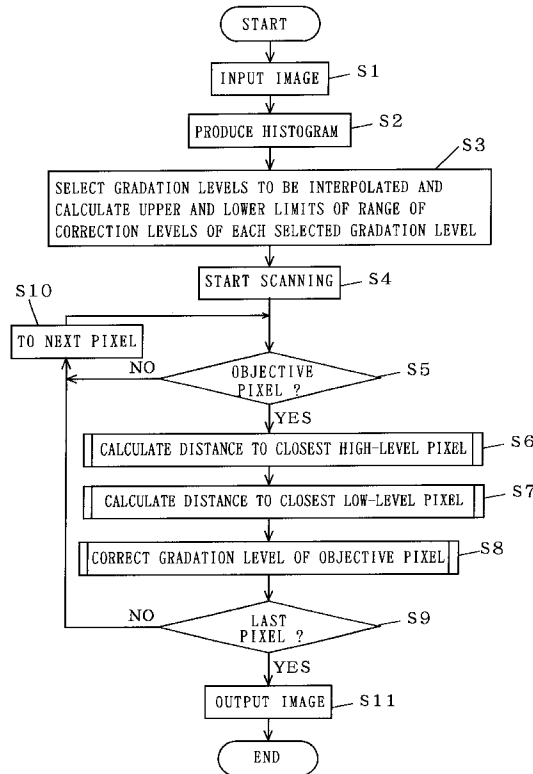 START
INPUT IMAGE
S1
PRODUCE HISTOGRAM
S2
S3
SELECT GRADATION LEVELS TO BE INTERPOLATED AND
CALCULATE UPPER AND LOWER LIMITS OF RANGE OF
CORRECTION LEVELS OF EACH SELECTED GRADATION LEVEL
START SCANNING
S4
S10
TO NEXT PIXEL
NO
OBJECTIVE
PIXEL ?
S5
YES
CALCULATE DISTANCE TO CLOSEST HIGH-LEVEL PIXEL
S6
CALCULATE DISTANCE TO CLOSEST LOW-LEVEL PIXEL
S7
CORRECT GRADATION LEVEL OF OBJECTIVE PIXEL
S8
NO
LAST
PIXEL ?
S9
YES
OUTPUT IMAGE
S11
END